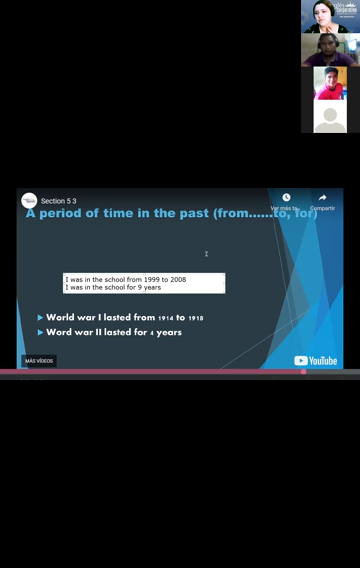 Section 5 3
Ver más ta...
Compartir
A period of time in the past (from......to, for)
I was in the school from 1999 to 2008
I was in the school for 9 years
World war I lasted from 1914 to 1918
Word war II lasted for 4 years
MÁS VÍDEOS
YouTube